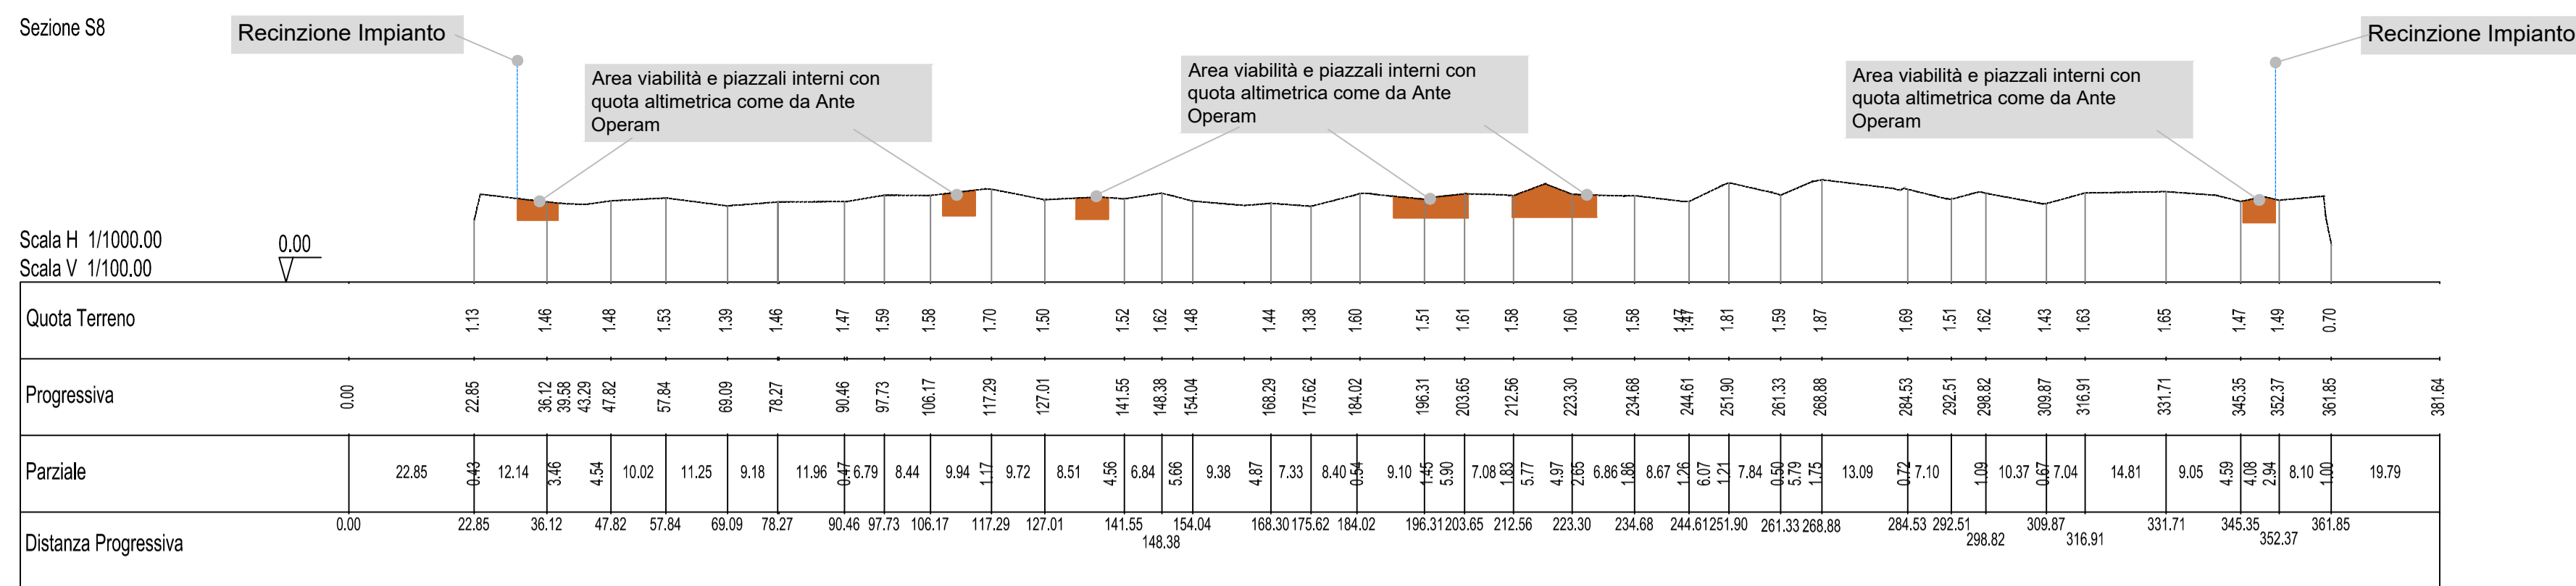 Sezione S8
Recinzione Impianto
Recinzione Impianto
Area viabilità e piazzali interni con
quota altimetrica come da Ante
Operam
Area viabilità e piazzali interni con
quota altimetrica come da Ante
Operam
Area viabilità e piazzali interni con
quota altimetrica come da Ante
Operam
Scala H 1/1000.00
Scala V 1/100.00
0.00
Quota Terreno 1.13 1.46 1.48 1.53 1.39 1.46 1.47 1.59 1.58 1.70 1.50 1.52 1.62 1.48 1.44 1.38 1.60 1.51 1.61 1.58 1.60 1.58 1.47 1.47 1.81 1.59 1.87 1.69 1.51 1.62 1.43 1.63 1.65 1.47 1.49 0.70
Progressiva 0.00 22.85 36.12 39.58 43.29 47.82 57.84 69.09 78.27 90.46 97.73 106.17 117.29 127.01 141.55 148.38 154.04 168.29 175.62 184.02 196.31 203.65 212.56 223.30 234.68 244.61 251.90 261.33 268.88 284.53 292.51 298.82 309.87 316.91 331.71 345.35 352.37 361.85 381.64
Parziale 22.85 0.43 12.14 3.46 4.54 10.02 11.25 9.18 11.96 0.47 6.79 8.44 9.94 1.17 9.72 8.51 4.56 6.84 5.66 9.38 4.87 7.33 8.40 0.54 9.10 1.45 5.90 7.08 1.83 5.77 4.97 2.65 6.86 1.86 8.67 1.26 6.07 1.21 7.84 0.50 5.79 1.75 13.09 0.72 7.10 1.09 10.37 0.67 7.04 14.81 9.05 4.59 4.08 2.94 8.10 1.00 19.79
Distanza Progressiva 0.00 22.85 36.12 47.82 57.84 69.09 78.27 90.46 97.73 106.17 117.29 127.01 141.55 148.38 154.04 168.30 175.62 184.02 196.31 203.65 212.56 223.30 234.68 244.61 251.90 261.33 268.88 284.53 292.51 298.82 309.87 316.91 331.71 345.35 352.37 361.85